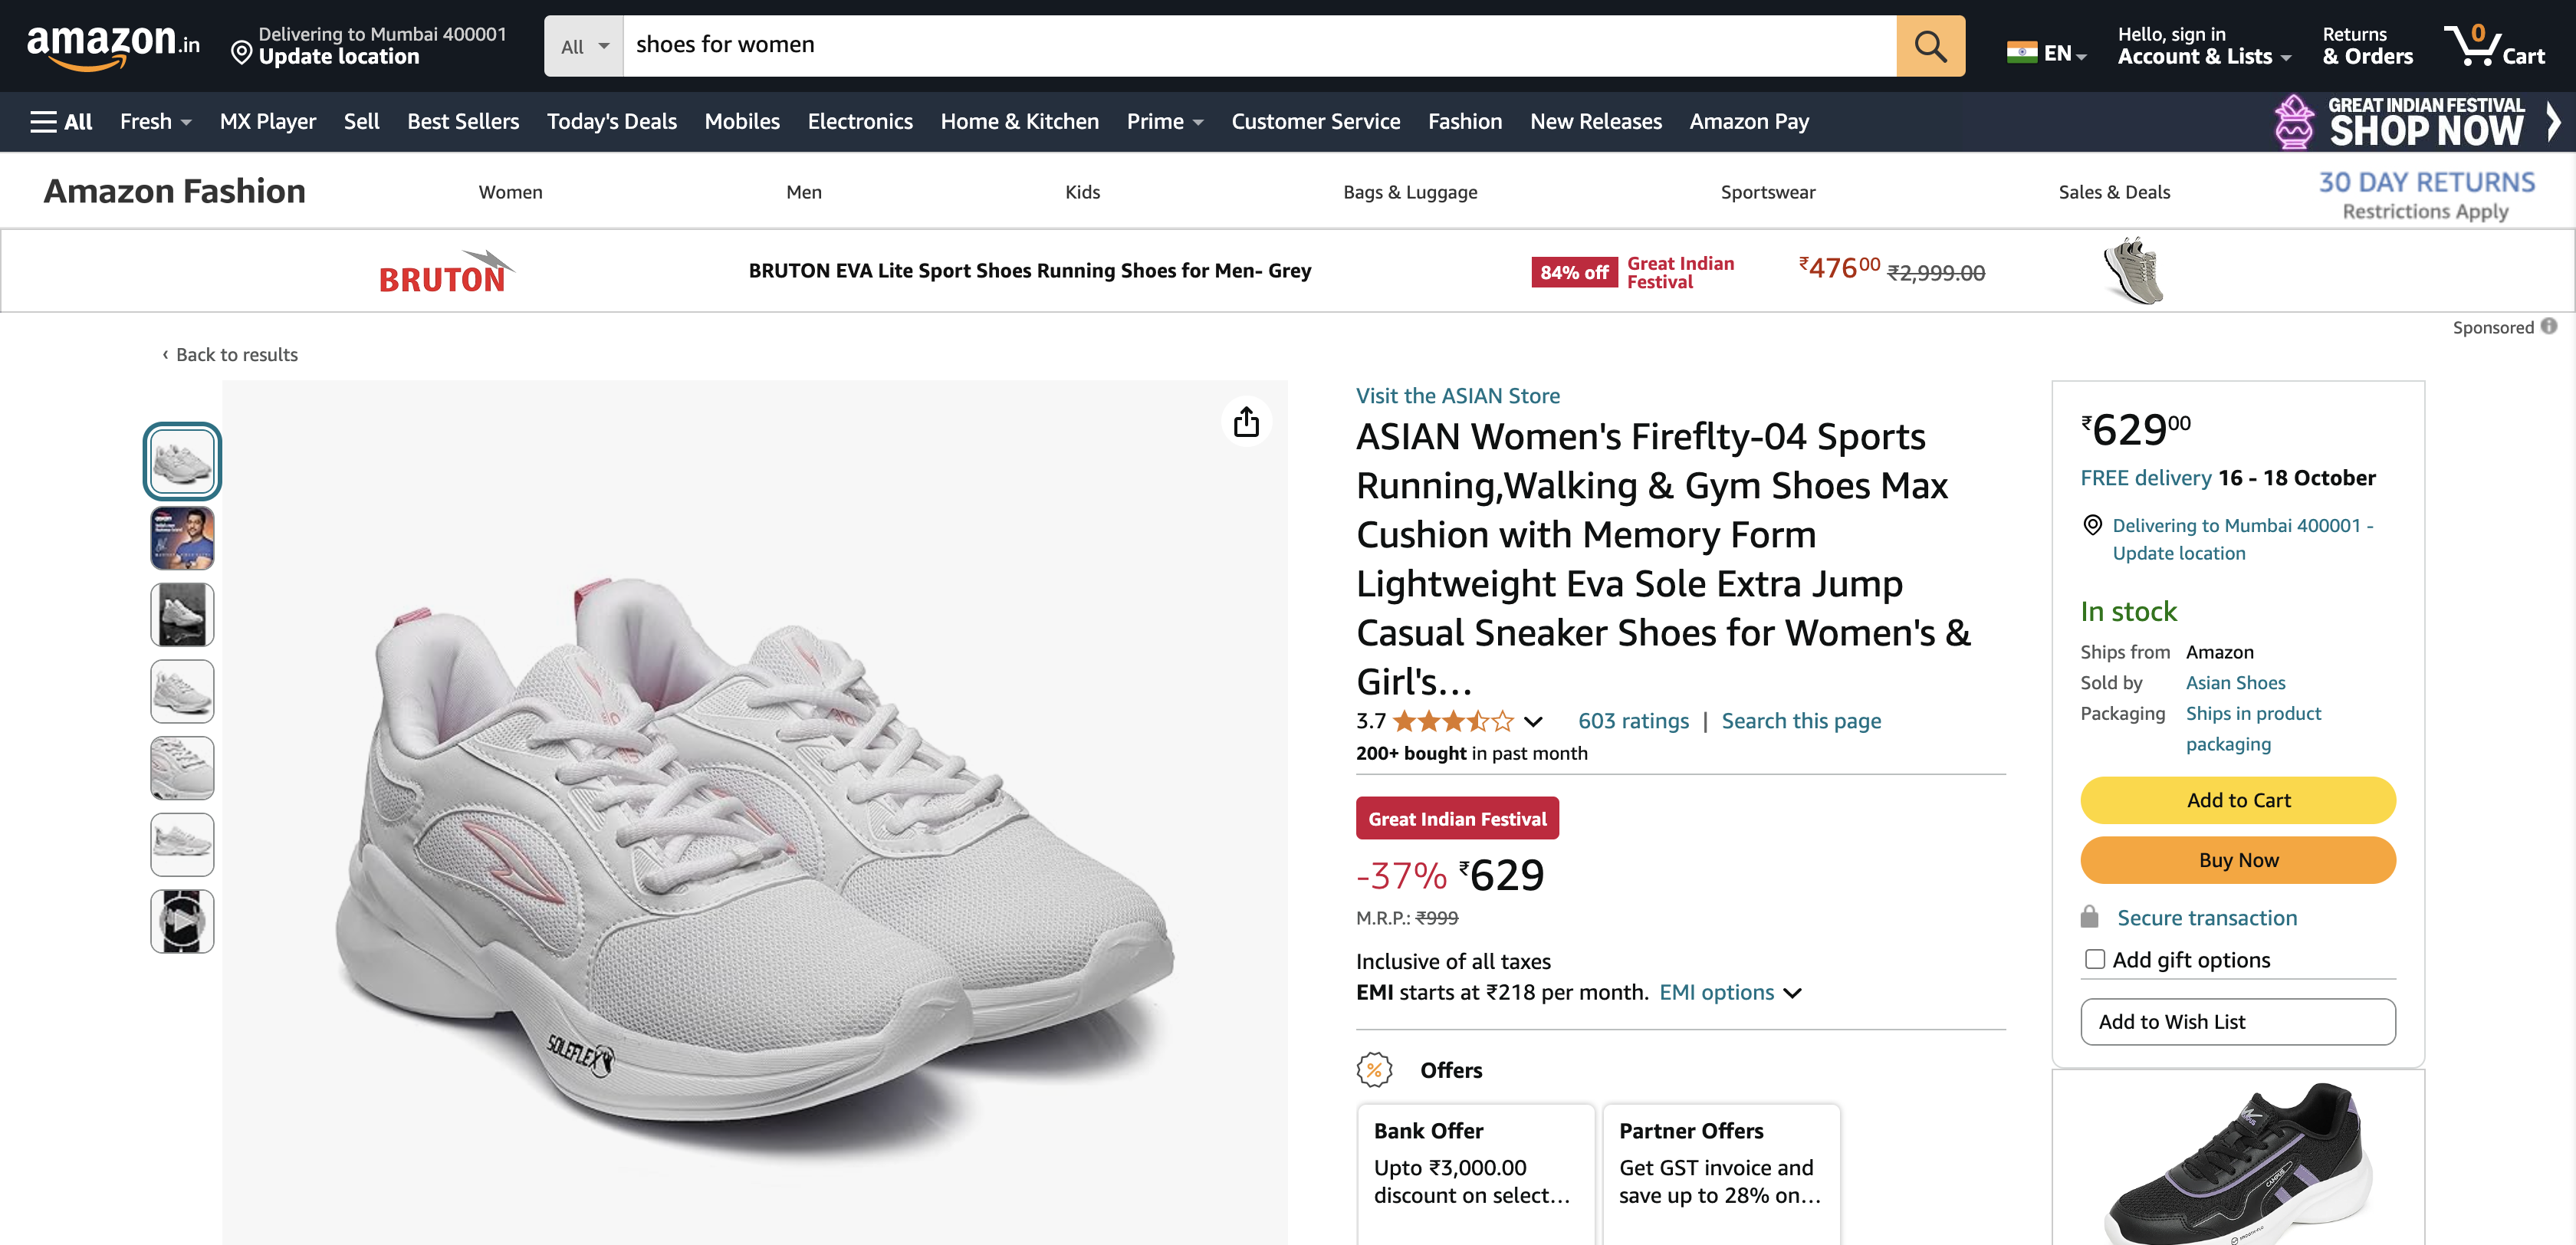 amazon.in
Delivering to Mumbai 400001
Update location
All
shoes for women
EN
Hello, sign in
Account & Lists
Returns
& Orders
0
Cart
All
Fresh
MX Player
Sell
Best Sellers
Today's Deals
Mobiles
Electronics
Home & Kitchen
Prime
Customer Service
Fashion
New Releases
Amazon Pay
GREAT INDIAN FESTIVAL
SHOP NOW
Amazon Fashion
Women
Men
Kids
Bags & Luggage
Sportswear
Sales & Deals
30 DAY RETURNS
Restrictions Apply
BRUTON
BRUTON EVA Lite Sport Shoes Running Shoes for Men- Grey
84% off
Great Indian
Festival
₹47600 ₹2,999.00
Sponsored
‹ Back to results
SOLEFLEX
Visit the ASIAN Store
ASIAN Women's Fireflty-04 Sports
Running,Walking & Gym Shoes Max
Cushion with Memory Form
Lightweight Eva Sole Extra Jump
Casual Sneaker Shoes for Women's &
Girl's…
3.7
603 ratings | Search this page
200+ bought in past month
Great Indian Festival
-37% ₹629
M.R.P.: ₹999
Inclusive of all taxes
EMI starts at ₹218 per month. EMI options
% Offers
Bank Offer
Upto ₹3,000.00
discount on select…
Partner Offers
Get GST invoice and
save up to 28% on…
₹62900
FREE delivery 16 - 18 October
Delivering to Mumbai 400001 -
Update location
In stock
Ships from Amazon
Sold by Asian Shoes
Packaging Ships in product
packaging
Add to Cart
Buy Now
Secure transaction
Add gift options
Add to Wish List
CAMPUS